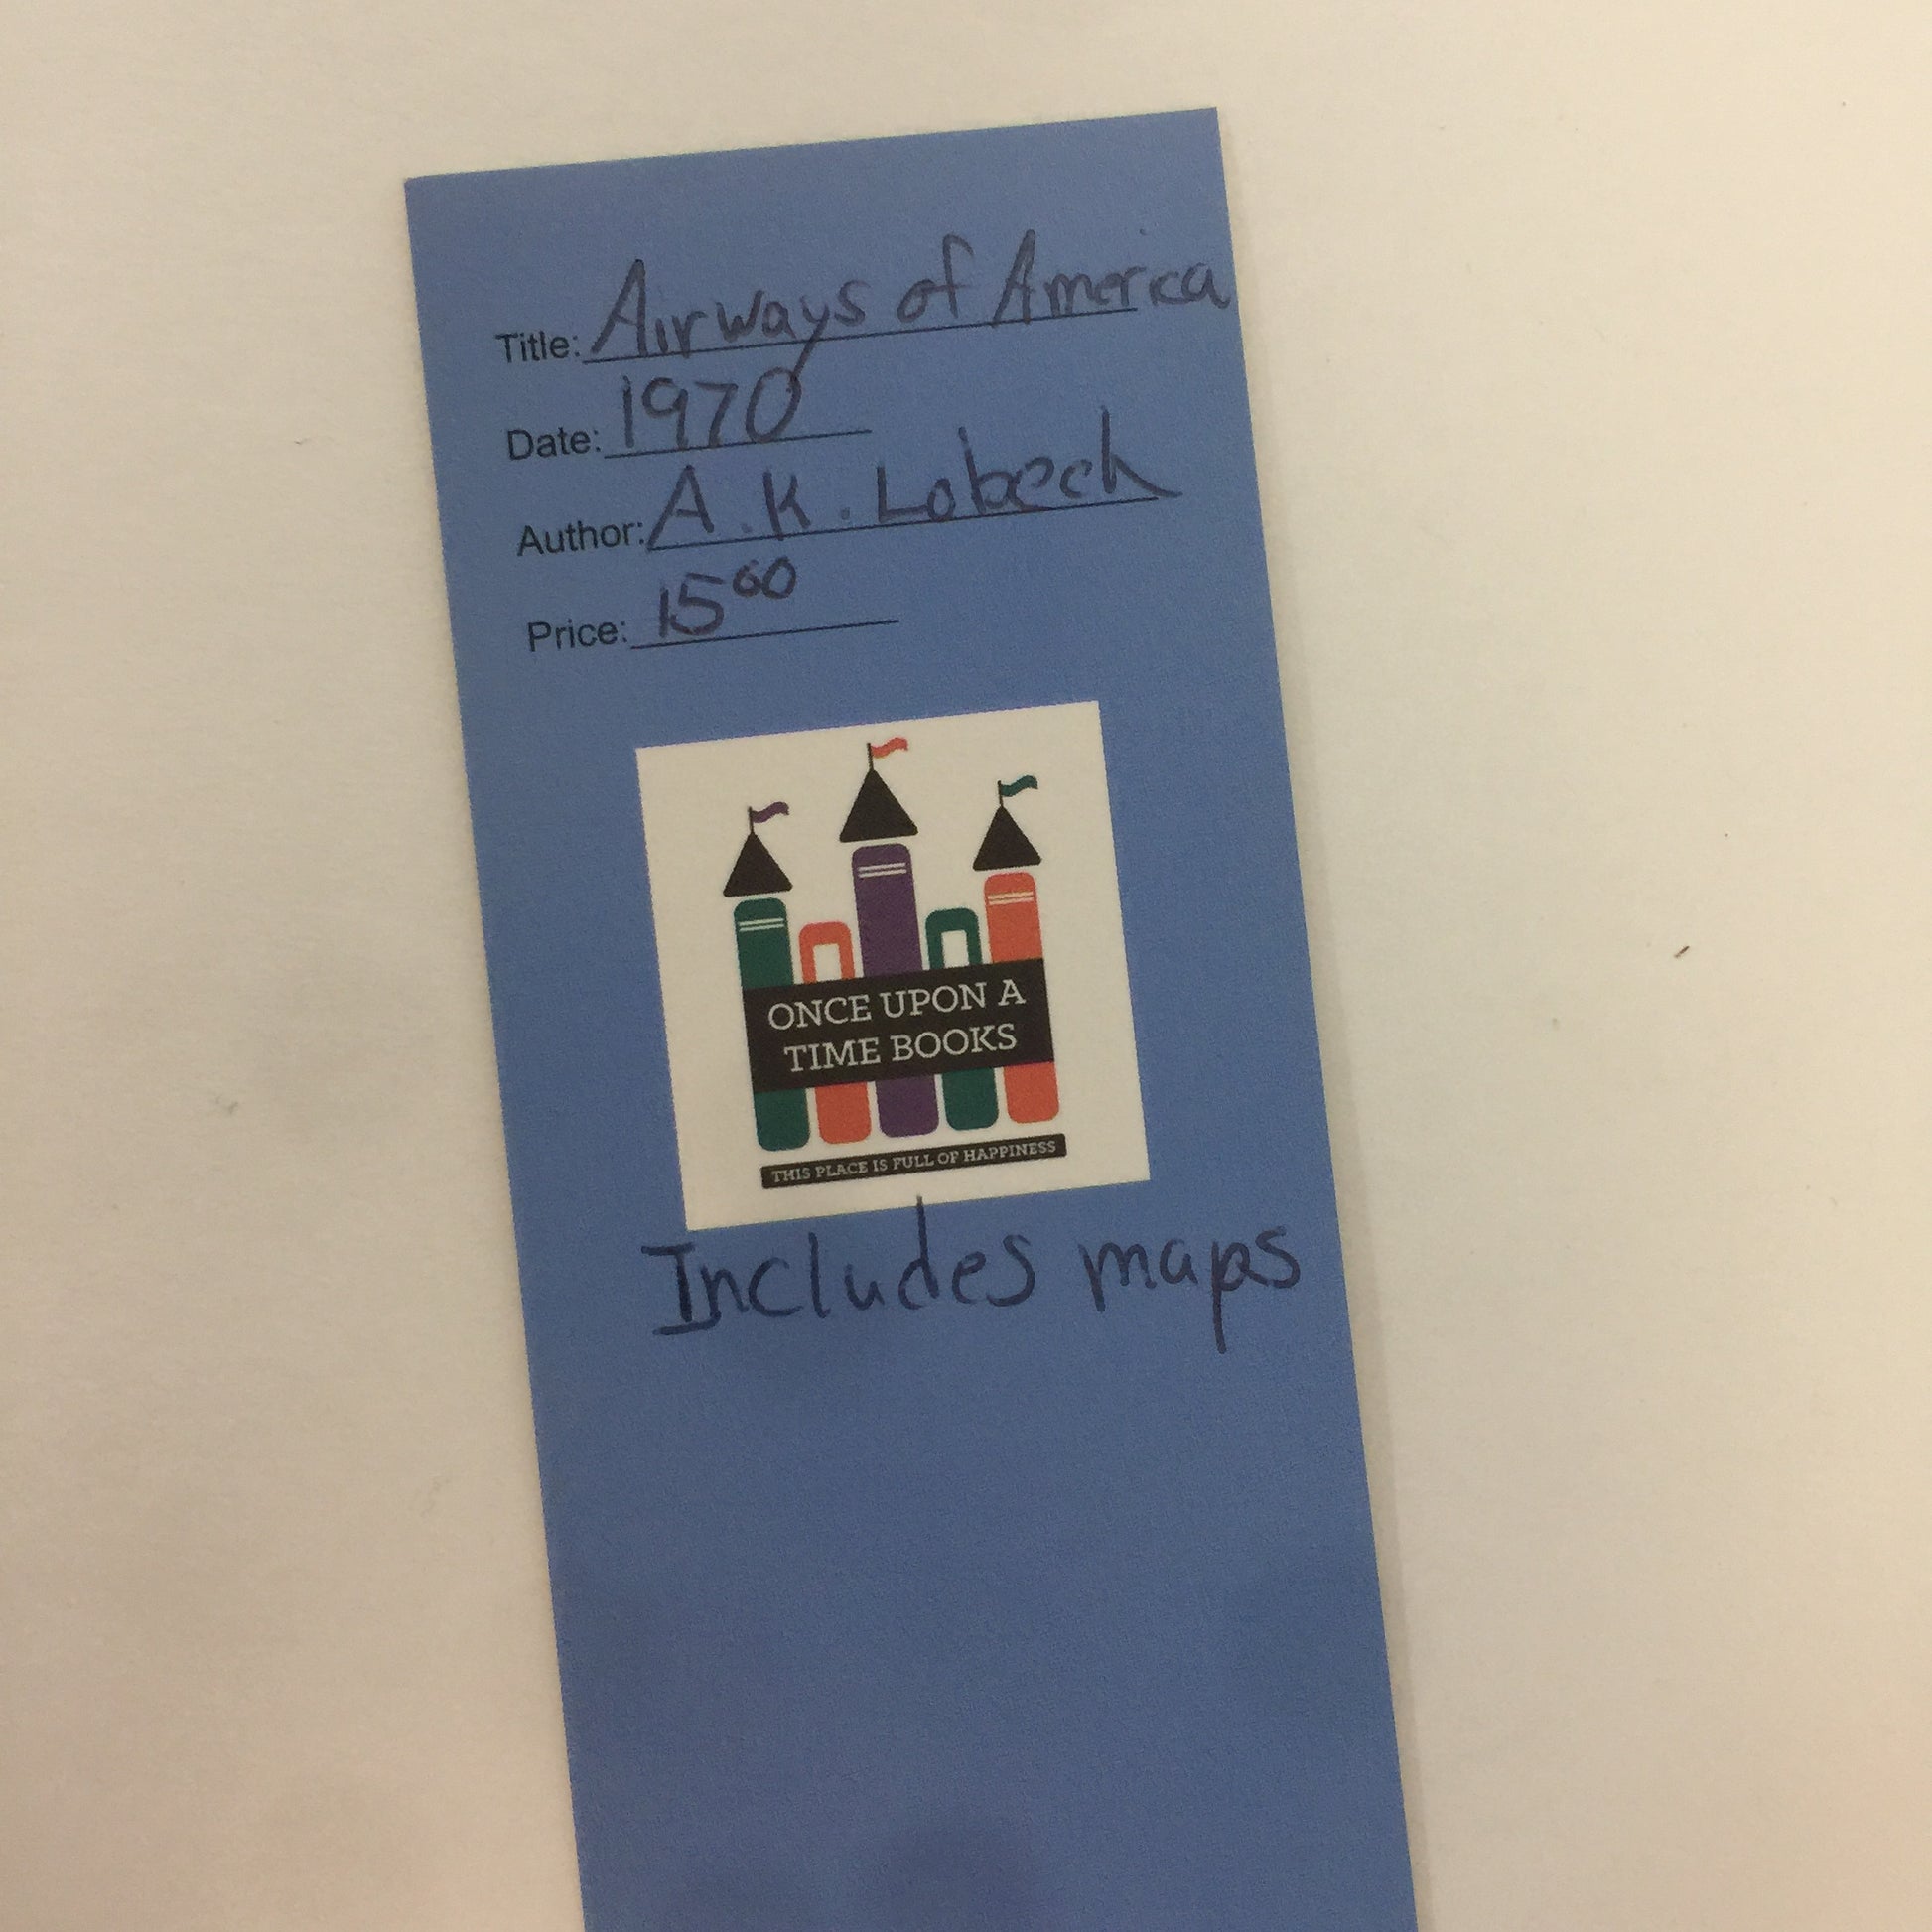 Title: Airways of America
Date: 1970
Author: A.K. Lobeck
Price: 15 00
ONCE UPON A
TIME BOOKS
THIS PLACE IS FULL OF HAPPINESS
Includes maps